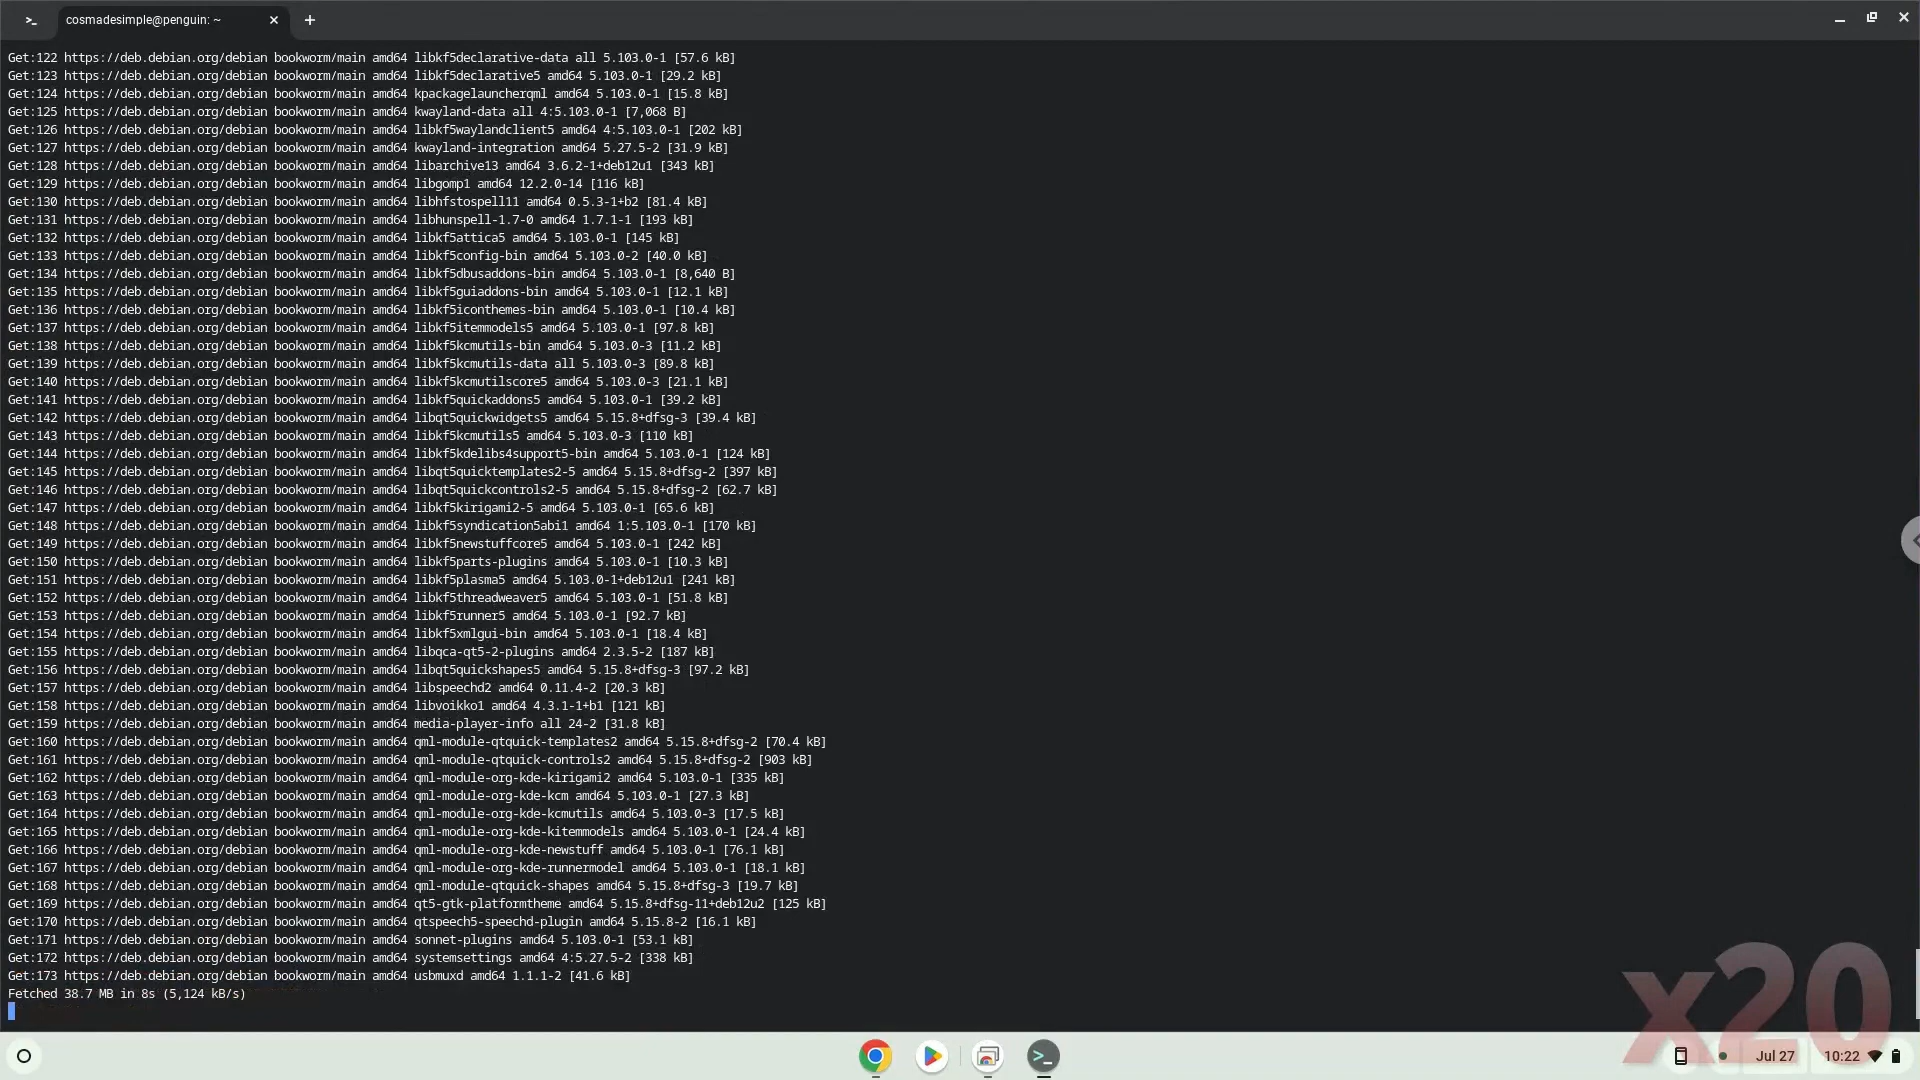 cosmadesimple@penguin: ~
Get:122 https://deb.debian.org/debian bookworm/main amd64 libkf5declarative-data all 5.103.0-1 [57.6 kB]
Get:123 https://deb.debian.org/debian bookworm/main amd64 libkf5declarative5 amd64 5.103.0-1 [29.2 kB]
Get:124 https://deb.debian.org/debian bookworm/main amd64 kpackagelauncherqml amd64 5.103.0-1 [15.8 kB]
Get:125 https://deb.debian.org/debian bookworm/main amd64 kwayland-data all 4:5.103.0-1 [7,068 B]
Get:126 https://deb.debian.org/debian bookworm/main amd64 libkf5waylandclient5 amd64 4:5.103.0-1 [202 kB]
Get:127 https://deb.debian.org/debian bookworm/main amd64 kwayland-integration amd64 5.27.5-2 [31.9 kB]
Get:128 https://deb.debian.org/debian bookworm/main amd64 libarchive13 amd64 3.6.2-1+deb12u1 [343 kB]
Get:129 https://deb.debian.org/debian bookworm/main amd64 libgomp1 amd64 12.2.0-14 [116 kB]
Get:130 https://deb.debian.org/debian bookworm/main amd64 libhfstospell11 amd64 0.5.3-1+b2 [81.4 kB]
Get:131 https://deb.debian.org/debian bookworm/main amd64 libhunspell-1.7-0 amd64 1.7.1-1 [193 kB]
Get:132 https://deb.debian.org/debian bookworm/main amd64 libkf5attica5 amd64 5.103.0-1 [145 kB]
Get:133 https://deb.debian.org/debian bookworm/main amd64 libkf5config-bin amd64 5.103.0-2 [40.0 kB]
Get:134 https://deb.debian.org/debian bookworm/main amd64 libkf5dbusaddons-bin amd64 5.103.0-1 [8,640 B]
Get:135 https://deb.debian.org/debian bookworm/main amd64 libkf5guiaddons-bin amd64 5.103.0-1 [12.1 kB]
Get:136 https://deb.debian.org/debian bookworm/main amd64 libkf5iconthemes-bin amd64 5.103.0-1 [10.4 kB]
Get:137 https://deb.debian.org/debian bookworm/main amd64 libkf5itemmodels5 amd64 5.103.0-1 [97.8 kB]
Get:138 https://deb.debian.org/debian bookworm/main amd64 libkf5kcmutils-bin amd64 5.103.0-3 [11.2 kB]
Get:139 https://deb.debian.org/debian bookworm/main amd64 libkf5kcmutils-data all 5.103.0-3 [89.8 kB]
Get:140 https://deb.debian.org/debian bookworm/main amd64 libkf5kcmutilscore5 amd64 5.103.0-3 [21.1 kB]
Get:141 https://deb.debian.org/debian bookworm/main amd64 libkf5quickaddons5 amd64 5.103.0-1 [39.2 kB]
Get:142 https://deb.debian.org/debian bookworm/main amd64 libqt5quickwidgets5 amd64 5.15.8+dfsg-3 [39.4 kB]
Get:143 https://deb.debian.org/debian bookworm/main amd64 libkf5kcmutils5 amd64 5.103.0-3 [110 kB]
Get:144 https://deb.debian.org/debian bookworm/main amd64 libkf5kdelibs4support5-bin amd64 5.103.0-1 [124 kB]
Get:145 https://deb.debian.org/debian bookworm/main amd64 libqt5quicktemplates2-5 amd64 5.15.8+dfsg-2 [397 kB]
Get:146 https://deb.debian.org/debian bookworm/main amd64 libqt5quickcontrols2-5 amd64 5.15.8+dfsg-2 [62.7 kB]
Get:147 https://deb.debian.org/debian bookworm/main amd64 libkf5kirigami2-5 amd64 5.103.0-1 [65.6 kB]
Get:148 https://deb.debian.org/debian bookworm/main amd64 libkf5syndication5abi1 amd64 1:5.103.0-1 [170 kB]
Get:149 https://deb.debian.org/debian bookworm/main amd64 libkf5newstuffcore5 amd64 5.103.0-1 [242 kB]
Get:150 https://deb.debian.org/debian bookworm/main amd64 libkf5parts-plugins amd64 5.103.0-1 [10.3 kB]
Get:151 https://deb.debian.org/debian bookworm/main amd64 libkf5plasma5 amd64 5.103.0-1+deb12u1 [241 kB]
Get:152 https://deb.debian.org/debian bookworm/main amd64 libkf5threadweaver5 amd64 5.103.0-1 [51.8 kB]
Get:153 https://deb.debian.org/debian bookworm/main amd64 libkf5runner5 amd64 5.103.0-1 [92.7 kB]
Get:154 https://deb.debian.org/debian bookworm/main amd64 libkf5xmlgui-bin amd64 5.103.0-1 [18.4 kB]
Get:155 https://deb.debian.org/debian bookworm/main amd64 libqca-qt5-2-plugins amd64 2.3.5-2 [187 kB]
Get:156 https://deb.debian.org/debian bookworm/main amd64 libqt5quickshapes5 amd64 5.15.8+dfsg-3 [97.2 kB]
Get:157 https://deb.debian.org/debian bookworm/main amd64 libspeechd2 amd64 0.11.4-2 [20.3 kB]
Get:158 https://deb.debian.org/debian bookworm/main amd64 libvoikko1 amd64 4.3.1-1+b1 [121 kB]
Get:159 https://deb.debian.org/debian bookworm/main amd64 media-player-info all 24-2 [31.8 kB]
Get:160 https://deb.debian.org/debian bookworm/main amd64 qml-module-qtquick-templates2 amd64 5.15.8+dfsg-2 [70.4 kB]
Get:161 https://deb.debian.org/debian bookworm/main amd64 qml-module-qtquick-controls2 amd64 5.15.8+dfsg-2 [903 kB]
Get:162 https://deb.debian.org/debian bookworm/main amd64 qml-module-org-kde-kirigami2 amd64 5.103.0-1 [335 kB]
Get:163 https://deb.debian.org/debian bookworm/main amd64 qml-module-org-kde-kcm amd64 5.103.0-1 [27.3 kB]
Get:164 https://deb.debian.org/debian bookworm/main amd64 qml-module-org-kde-kcmutils amd64 5.103.0-3 [17.5 kB]
Get:165 https://deb.debian.org/debian bookworm/main amd64 qml-module-org-kde-kitemmodels amd64 5.103.0-1 [24.4 kB]
Get:166 https://deb.debian.org/debian bookworm/main amd64 qml-module-org-kde-newstuff amd64 5.103.0-1 [76.1 kB]
Get:167 https://deb.debian.org/debian bookworm/main amd64 qml-module-org-kde-runnermodel amd64 5.103.0-1 [18.1 kB]
Get:168 https://deb.debian.org/debian bookworm/main amd64 qml-module-qtquick-shapes amd64 5.15.8+dfsg-3 [19.7 kB]
Get:169 https://deb.debian.org/debian bookworm/main amd64 qt5-gtk-platformtheme amd64 5.15.8+dfsg-11+deb12u2 [125 kB]
Get:170 https://deb.debian.org/debian bookworm/main amd64 qtspeech5-speechd-plugin amd64 5.15.8-2 [16.1 kB]
Get:171 https://deb.debian.org/debian bookworm/main amd64 sonnet-plugins amd64 5.103.0-1 [53.1 kB]
Get:172 https://deb.debian.org/debian bookworm/main amd64 systemsettings amd64 4:5.27.5-2 [338 kB]
Get:173 https://deb.debian.org/debian bookworm/main amd64 usbmuxd amd64 1.1.1-2 [41.6 kB]
Fetched 38.7 MB in 8s (5,124 kB/s)
x20
Jul 27
10:22